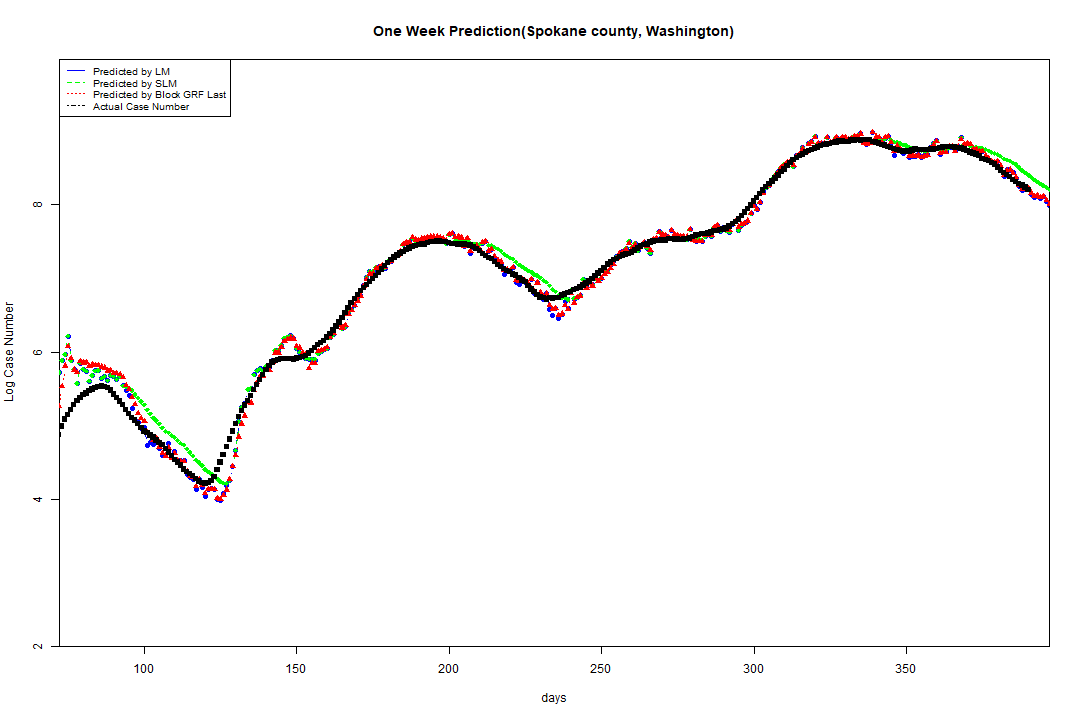 One Week Prediction(Spokane county, Washington)
Predicted by LM
Predicted by SLM
Predicted by Block GRF Last
Actual Case Number
8
6
4
2
Log Case Number
100 150 200 250 300 350
days